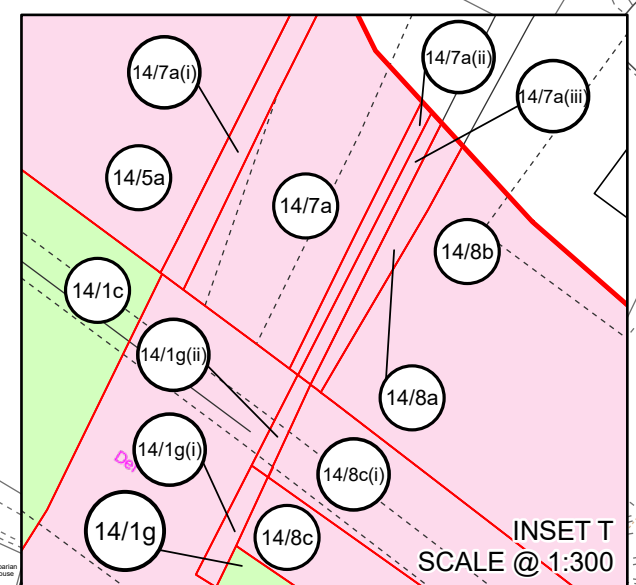 14/7a(i)
14/7a(ii)
14/7a(iii)
14/5a
14/7a
14/8b
14/1c
14/1g(ii)
14/8a
14/1g(i)
14/8c(i)
14/1g
14/8c
INSET T
SCALE @ 1:300